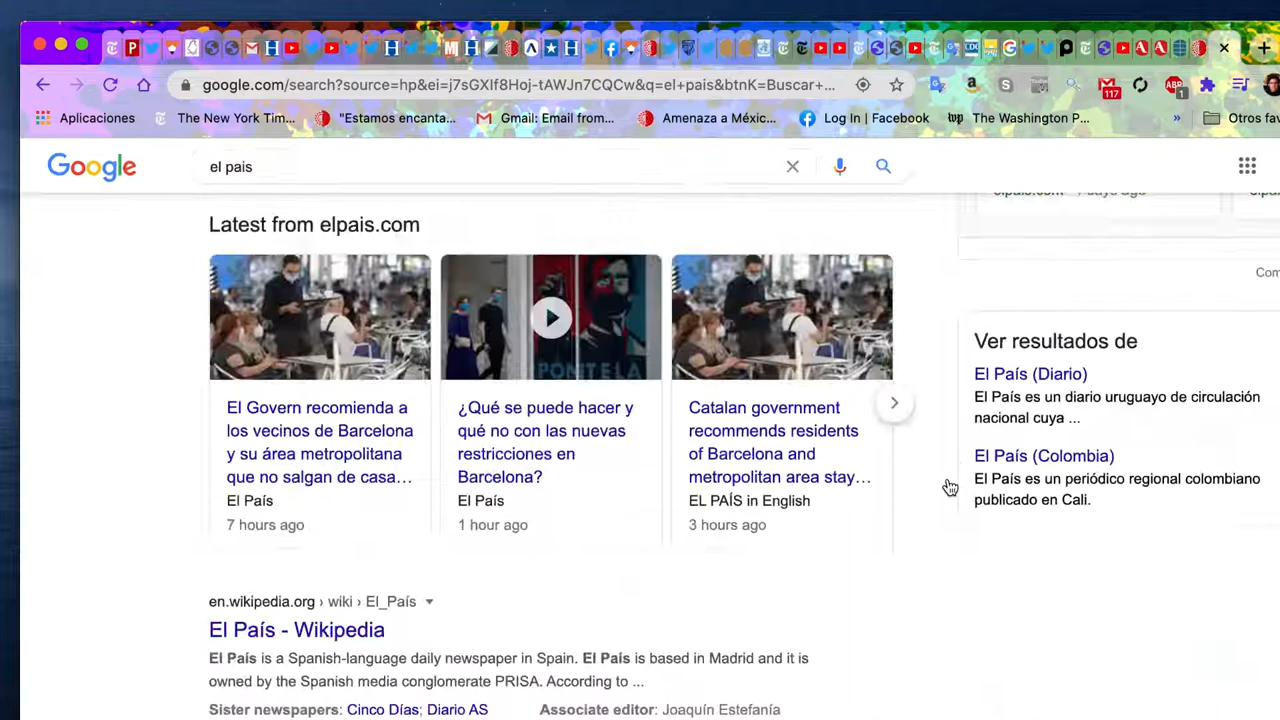 google.com/search?source=hp&ei=j7sGXIf8Hoj-tAWJn7CQCw&q=el+pais&btnK=Buscar+...
117
1
Aplicaciones
The New York Tim...
"Estamos encanta...
Gmail: Email from...
Amenaza a Méxic...
Log In | Facebook
The Washington P...
»
Otros fav
Google
el pais
Latest from elpais.com
El Govern recomienda a
los vecinos de Barcelona
y su área metropolitana
que no salgan de casa...
El País
7 hours ago
PONTELA
¿Qué se puede hacer y
qué no con las nuevas
restricciones en
Barcelona?
El País
1 hour ago
Catalan government
recommends residents
of Barcelona and
metropolitan area stay...
EL PAÍS in English
3 hours ago
en.wikipedia.org › wiki › El_País
El País - Wikipedia
El País is a Spanish-language daily newspaper in Spain. El País is based in Madrid and it is
owned by the Spanish media conglomerate PRISA. According to ...
Sister newspapers: Cinco Días; Diario AS
Associate editor: Joaquín Estefanía
Com
Ver resultados de
El País (Diario)
El País es un diario uruguayo de circulación
nacional cuya ...
El País (Colombia)
El País es un periódico regional colombiano
publicado en Cali.